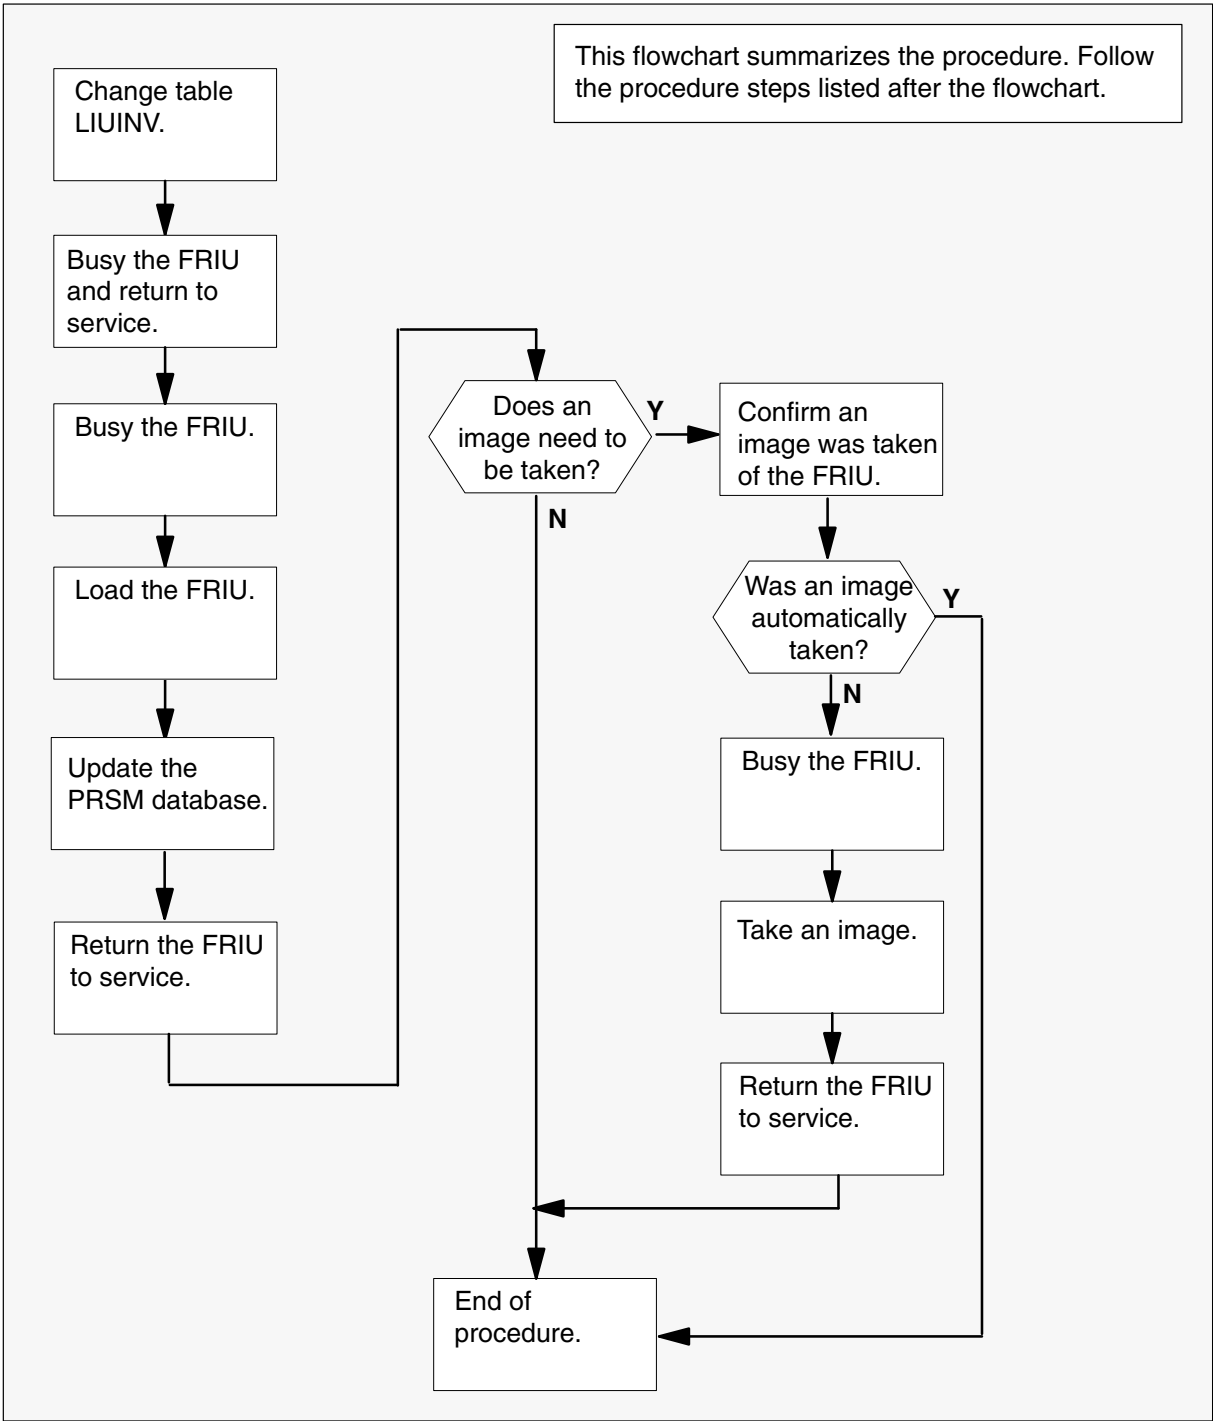 This flowchart summarizes the procedure. Follow
the procedure steps listed after the flowchart.
Change table
LIUINV.
Busy the FRIU
and return to
service.
Busy the FRIU.
Load the FRIU.
Update the
PRSM database.
Return the FRIU
to service.
Does an
image need to
be taken?
Y
N
Confirm an
image was taken
of the FRIU.
Was an image
automatically
taken?
Y
N
Busy the FRIU.
Take an image.
Return the FRIU
to service.
End of
procedure.